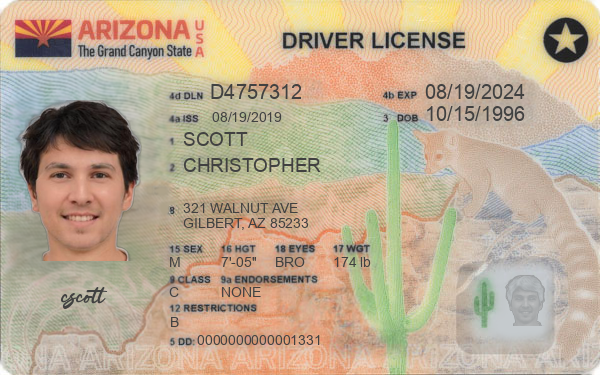 ARIZONA USA
The Grand Canyon State
DRIVER LICENSE
4d DLN D4757312 4b EXP 08/19/2024
4a ISS 08/19/2019 3 DOB 10/15/1996
1 SCOTT
2 CHRISTOPHER
8 321 WALNUT AVE
GILBERT, AZ 85233
15 SEX 16 HGT 18 EYES 17 WGT
M 7'-05" BRO 174 lb
9 CLASS 9a ENDORSEMENTS
C NONE
cscott
12 RESTRICTIONS
B
5 DD: 0000000000001331
ARIZONA ARIZONA ARIZONA ARIZONA